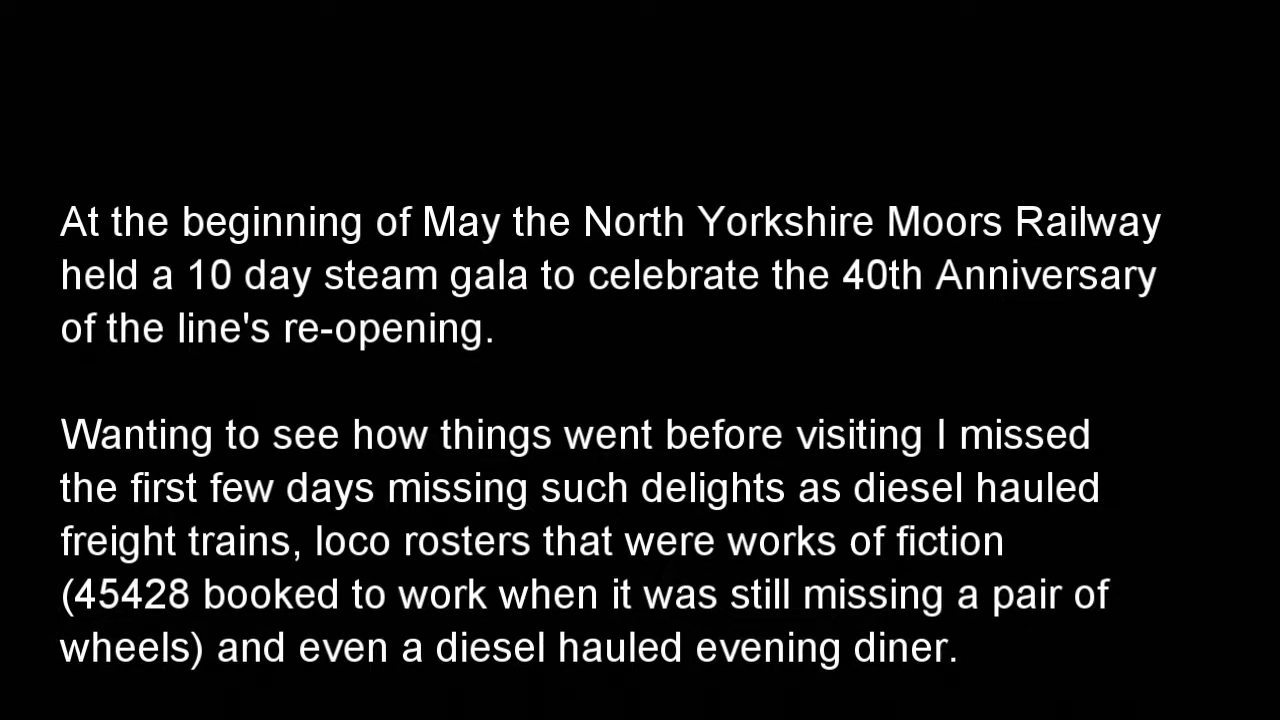 At the beginning of May the North Yorkshire Moors Railway
held a 10 day steam gala to celebrate the 40th Anniversary
of the line's re-opening.
Wanting to see how things went before visiting I missed
the first few days missing such delights as diesel hauled
freight trains, loco rosters that were works of fiction
(45428 booked to work when it was still missing a pair of
wheels) and even a diesel hauled evening diner.